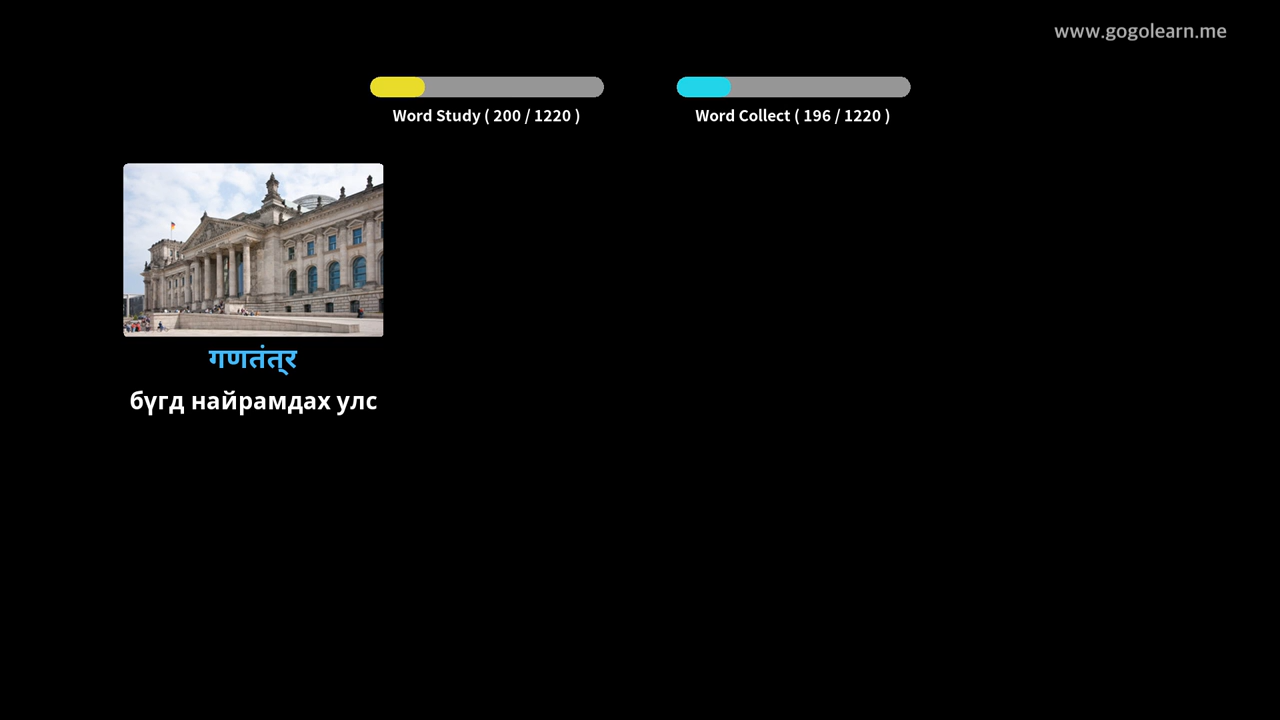 www.gogolearn.me
Word Study ( 200 / 1220 )
Word Collect ( 196 / 1220 )
गणतंत्र
бүгд найрамдах улс